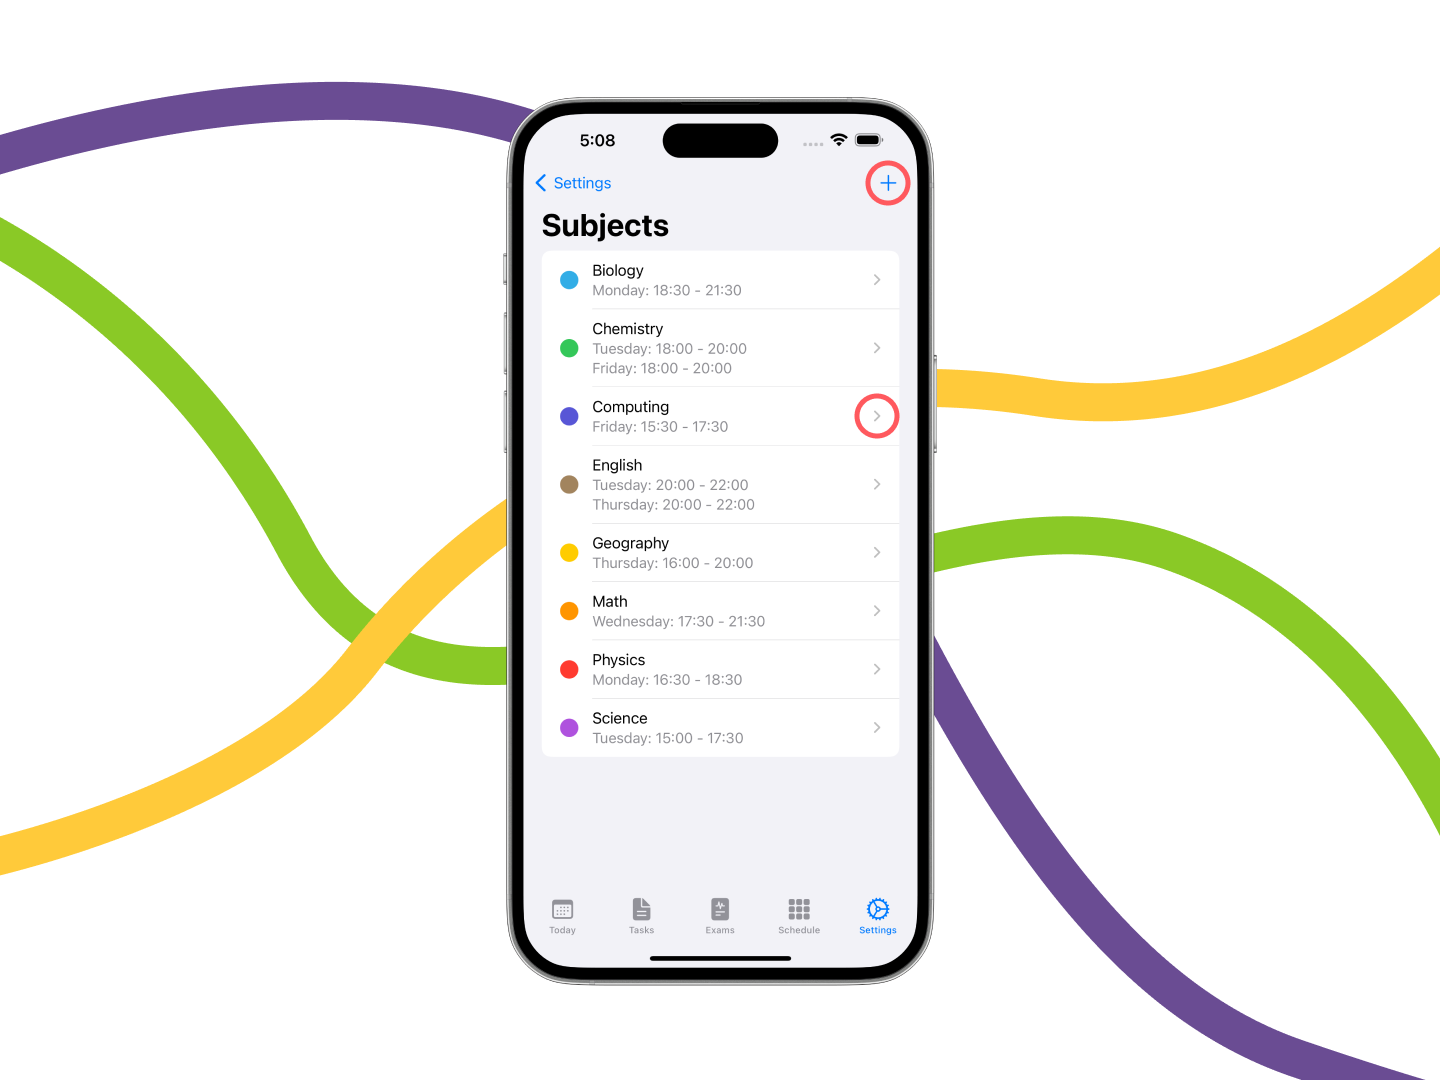 5:08
Settings
Subjects
Biology
Monday: 18:30 - 21:30
Chemistry
Tuesday: 18:00 - 20:00
Friday: 18:00 - 20:00
Computing
Friday: 15:30 - 17:30
English
Tuesday: 20:00 - 22:00
Thursday: 20:00 - 22:00
Geography
Thursday: 16:00 - 20:00
Math
Wednesday: 17:30 - 21:30
Physics
Monday: 16:30 - 18:30
Science
Tuesday: 15:00 - 17:30
Today Tasks Exams Schedule Settings